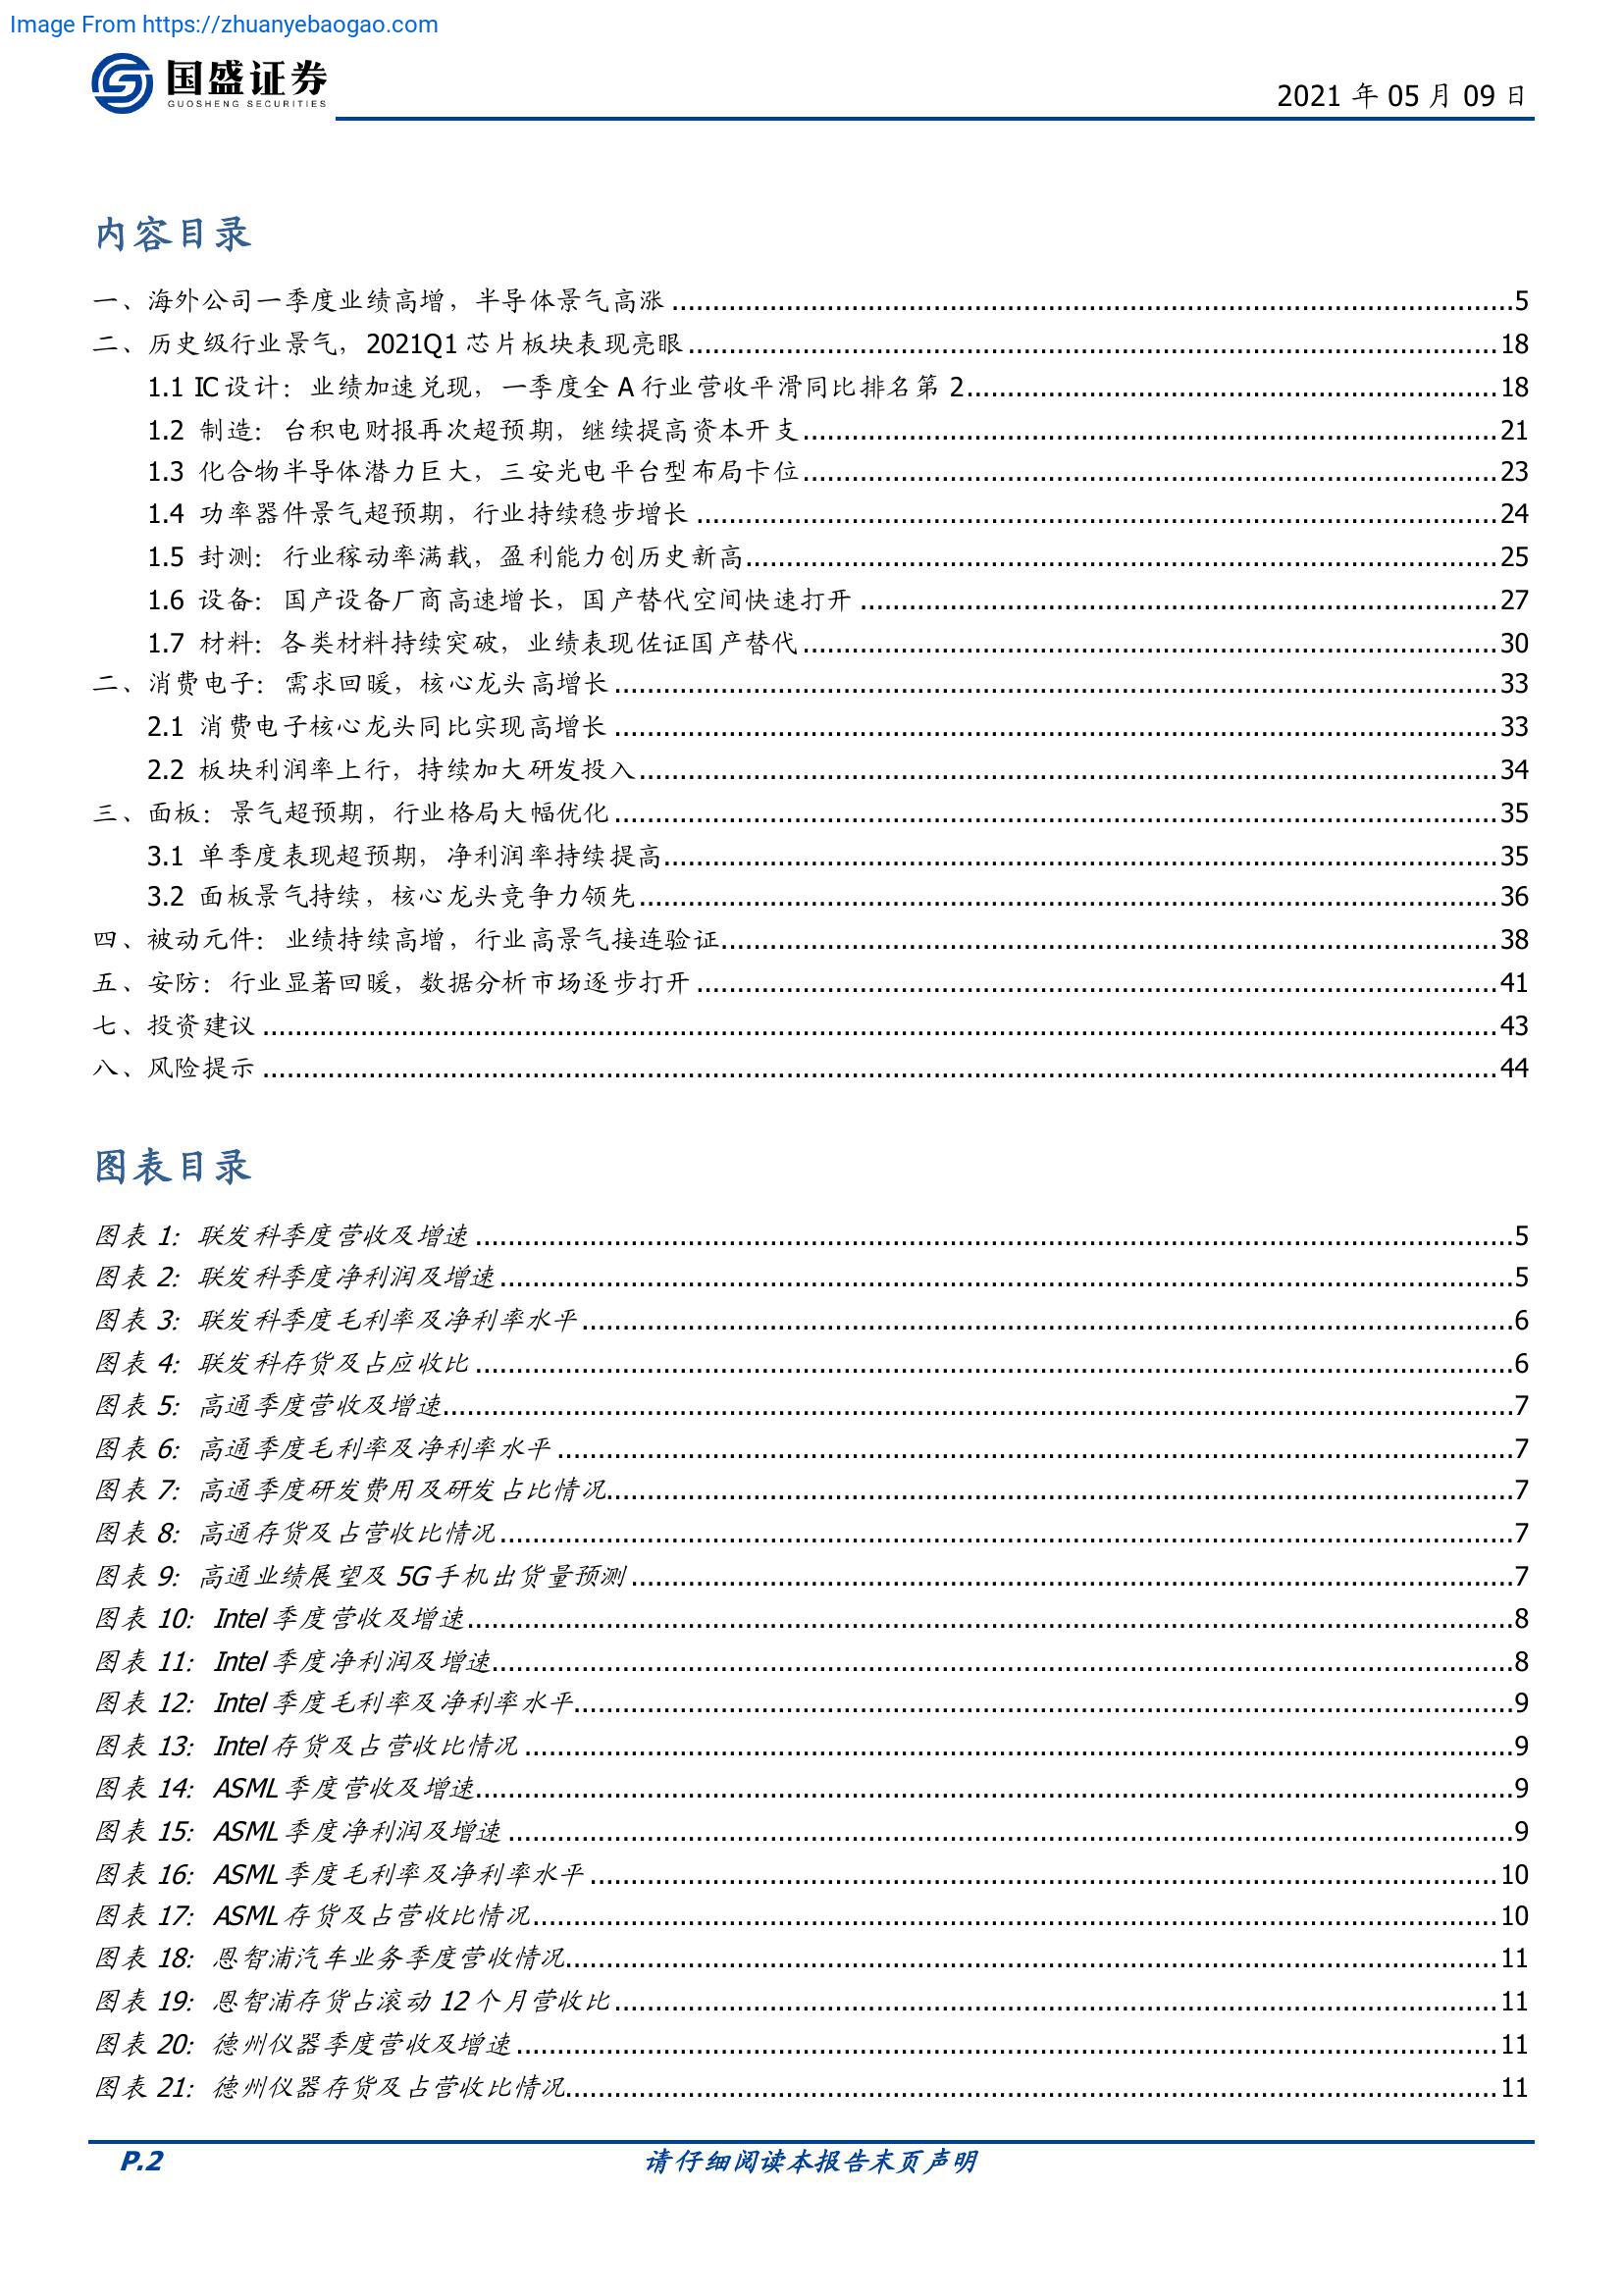 Image From https://zhuanyebaogao.com
国盛证券
GUOSHENG SECURITIES
2021 年 05 月 09 日
内容目录
一、海外公司一季度业绩高增，半导体景气高涨 ........ 5
二、历史级行业景气，2021Q1 芯片板块表现亮眼 ........ 18
1.1 IC 设计：业绩加速兑现，一季度全 A 行业营收平滑同比排名第 2 ........ 18
1.2 制造：台积电财报再次超预期，继续提高资本开支 ........ 21
1.3 化合物半导体潜力巨大，三安光电平台型布局卡位 ........ 23
1.4 功率器件景气超预期，行业持续稳步增长 ........ 24
1.5 封测：行业稼动率满载，盈利能力创历史新高 ........ 25
1.6 设备：国产设备厂商高速增长，国产替代空间快速打开 ........ 27
1.7 材料：各类材料持续突破，业绩表现佐证国产替代 ........ 30
二、消费电子：需求回暖，核心龙头高增长 ........ 33
2.1 消费电子核心龙头同比实现高增长 ........ 33
2.2 板块利润率上行，持续加大研发投入 ........ 34
三、面板：景气超预期，行业格局大幅优化 ........ 35
3.1 单季度表现超预期，净利润率持续提高 ........ 35
3.2 面板景气持续，核心龙头竞争力领先 ........ 36
四、被动元件：业绩持续高增，行业高景气接连验证 ........ 38
五、安防：行业显著回暖，数据分析市场逐步打开 ........ 41
七、投资建议 ........ 43
八、风险提示 ........ 44
图表目录
图表 1：联发科季度营收及增速 ........ 5
图表 2：联发科季度净利润及增速 ........ 5
图表 3：联发科季度毛利率及净利率水平 ........ 6
图表 4：联发科存货及占应收比 ........ 6
图表 5：高通季度营收及增速 ........ 7
图表 6：高通季度毛利率及净利率水平 ........ 7
图表 7：高通季度研发费用及研发占比情况 ........ 7
图表 8：高通存货及占营收比情况 ........ 7
图表 9：高通业绩展望及 5G 手机出货量预测 ........ 7
图表 10：Intel 季度营收及增速 ........ 8
图表 11：Intel 季度净利润及增速 ........ 8
图表 12：Intel 季度毛利率及净利率水平 ........ 9
图表 13：Intel 存货及占营收比情况 ........ 9
图表 14：ASML 季度营收及增速 ........ 9
图表 15：ASML 季度净利润及增速 ........ 9
图表 16：ASML 季度毛利率及净利率水平 ........ 10
图表 17：ASML 存货及占营收比情况 ........ 10
图表 18：恩智浦汽车业务季度营收情况 ........ 11
图表 19：恩智浦存货占滚动 12 个月营收比 ........ 11
图表 20：德州仪器季度营收及增速 ........ 11
图表 21：德州仪器存货及占营收比情况 ........ 11
P.2
请仔细阅读本报告末页声明